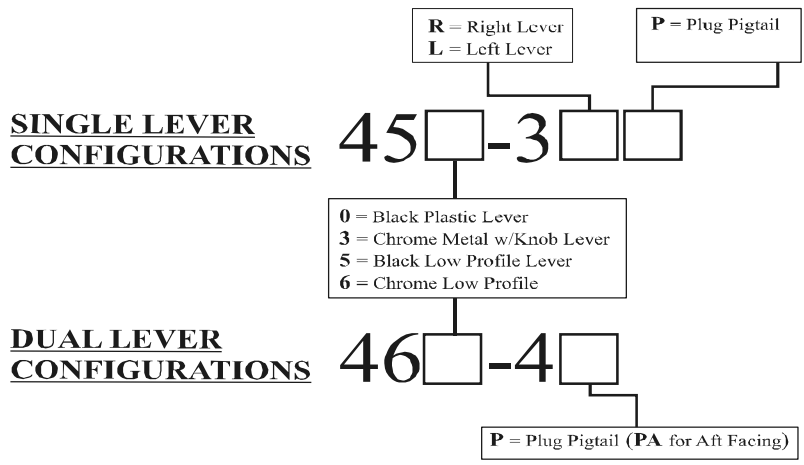 R = Right Lever
L = Left Lever
P = Plug Pigtail
SINGLE LEVER
CONFIGURATIONS
45 -3
0 = Black Plastic Lever
3 = Chrome Metal w/Knob Lever
5 = Black Low Profile Lever
6 = Chrome Low Profile
DUAL LEVER
CONFIGURATIONS
46 -4
P = Plug Pigtail (PA for Aft Facing)